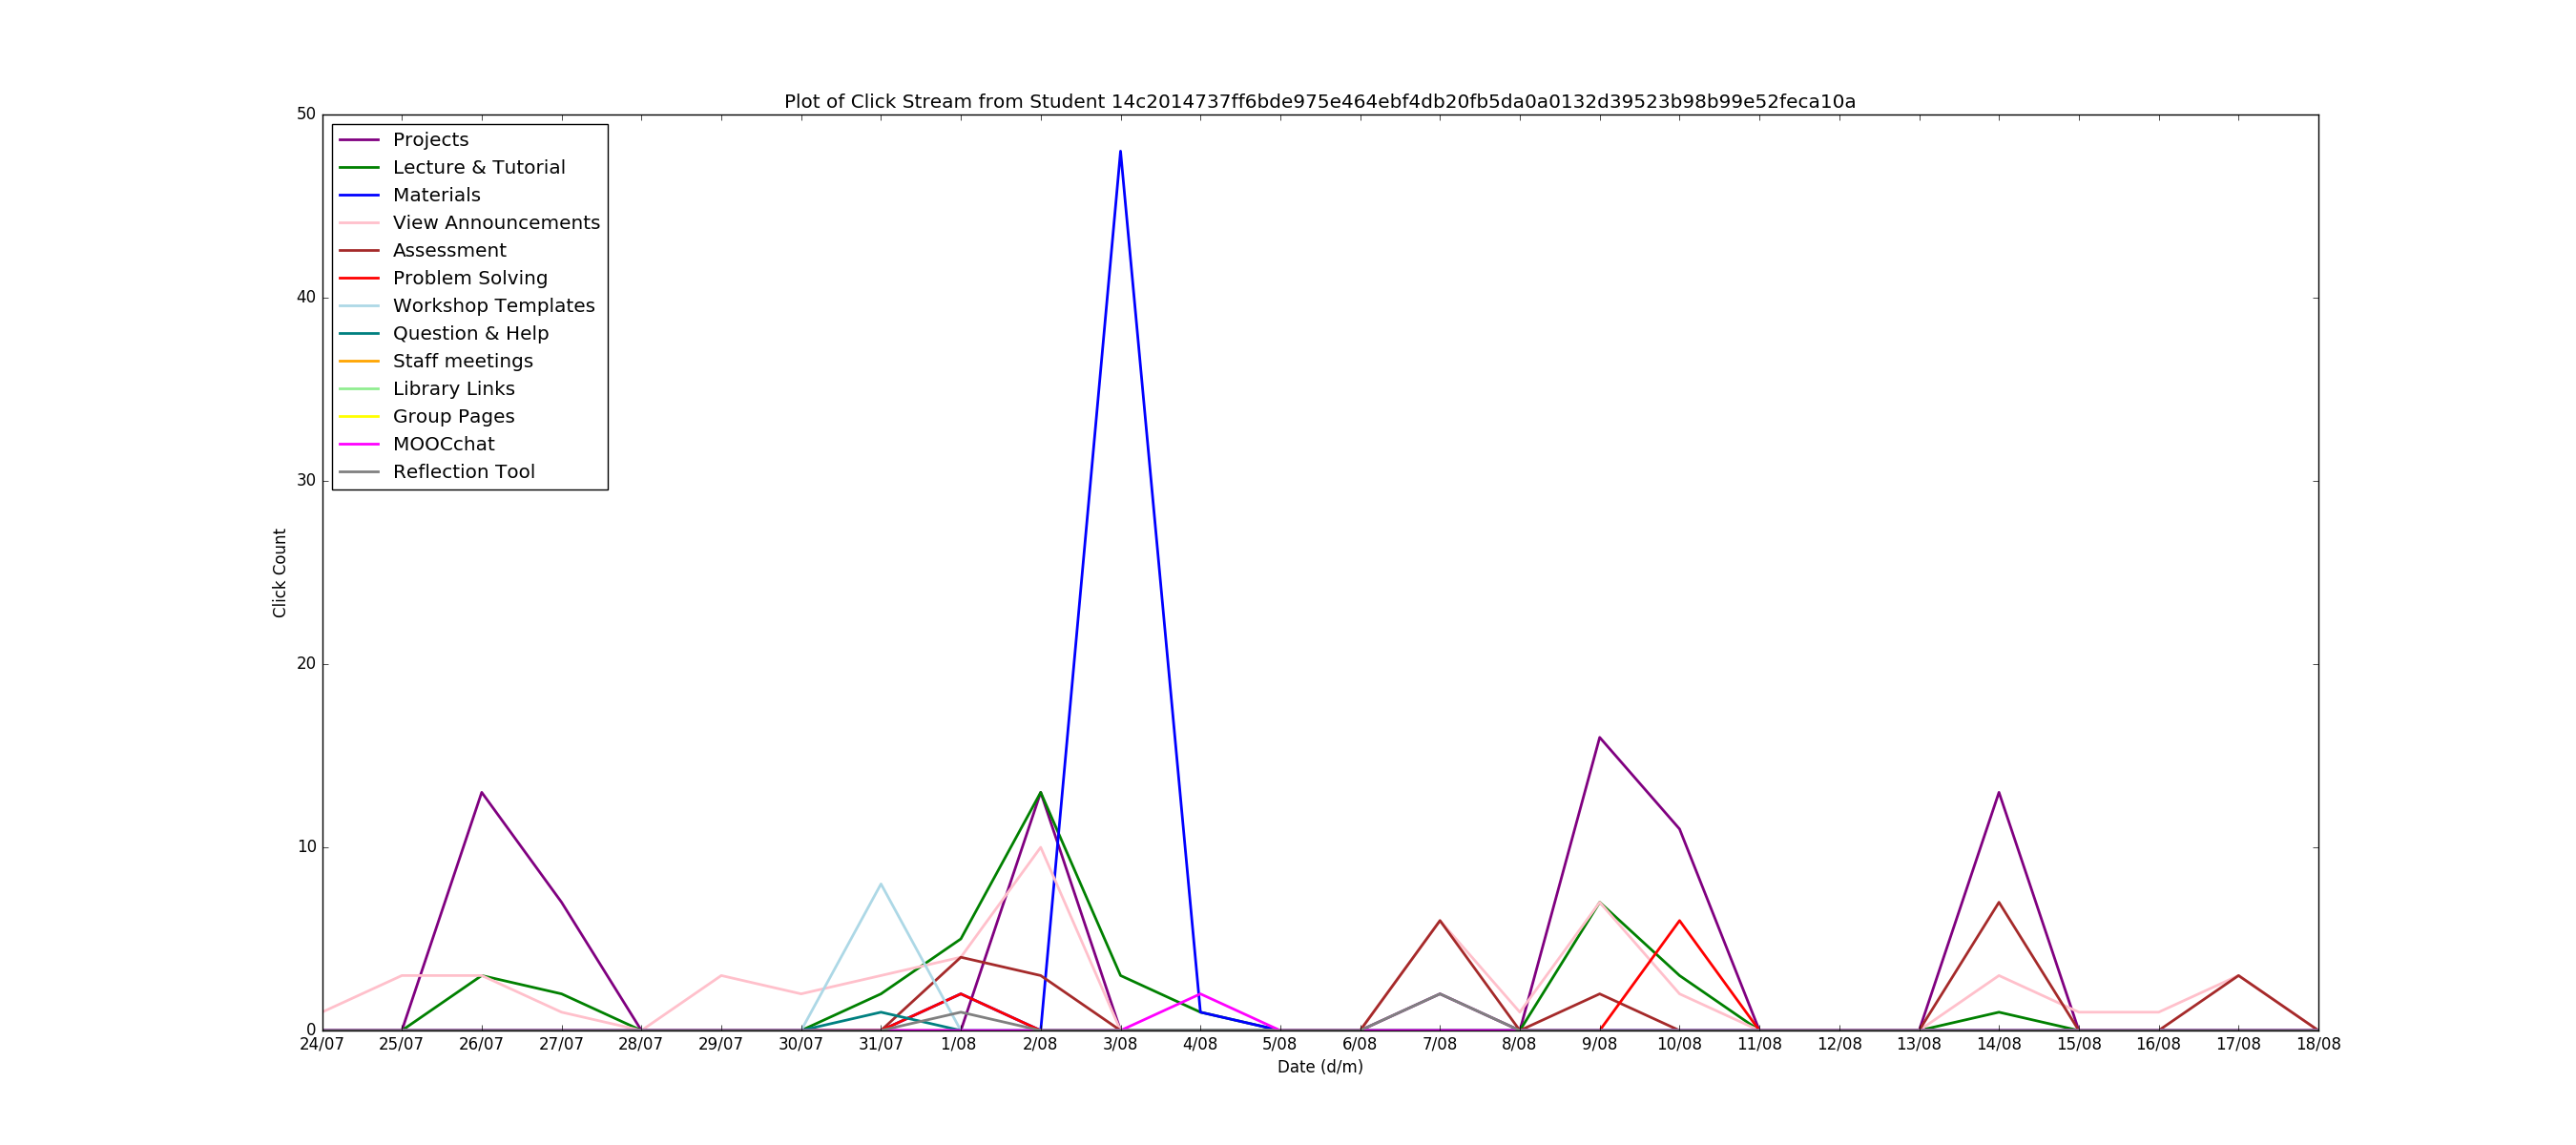 Plot of Click Stream from Student 14c2014737ff6bde975e464ebf4db20fb5da0a0132d39523b98b99e52feca10a
50
40
30
20
10
0
Click Count
Projects
Lecture & Tutorial
Materials
View Announcements
Assessment
Problem Solving
Workshop Templates
Question & Help
Staff meetings
Library Links
Group Pages
MOOCchat
Reflection Tool
24/07 25/07 26/07 27/07 28/07 29/07 30/07 31/07 1/08 2/08 3/08 4/08 5/08 6/08 7/08 8/08 9/08 10/08 11/08 12/08 13/08 14/08 15/08 16/08 17/08 18/08
Date (d/m)